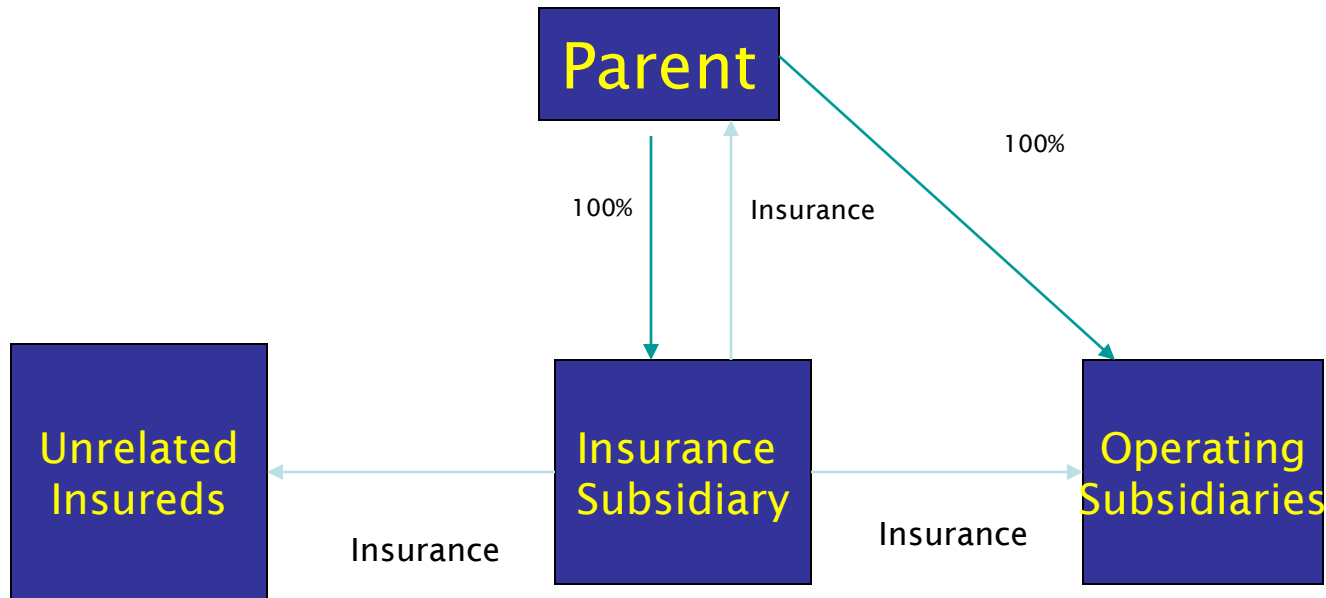 Parent
100%
100%
Insurance
Unrelated
Insureds
Insurance
Subsidiary
Operating
Subsidiaries
Insurance
Insurance